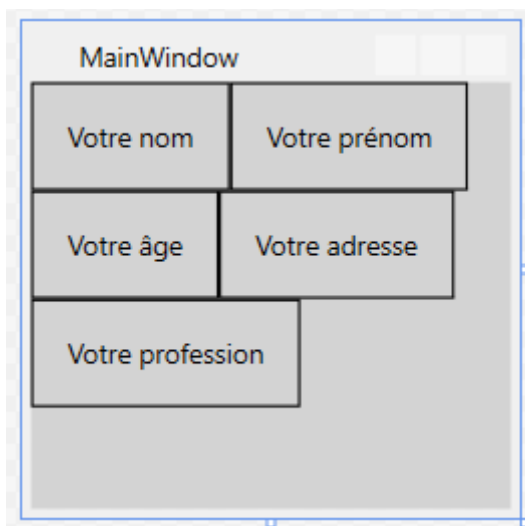 MainWindow
Votre nom Votre prénom
Votre âge Votre adresse
Votre profession